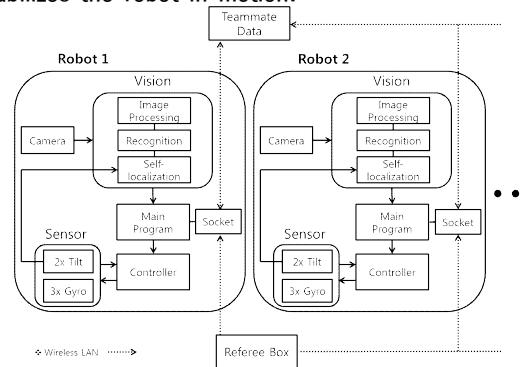 abilizes the robot in motion.
Teammate
Data
Robot 1
Vision
Image
Processing
Camera
Recognition
Self-
localization
Main
Program
Socket
Sensor
2x Tilt
3x Gyro
Controller
Robot 2
Vision
Image
Processing
Camera
Recognition
Self-
localization
Main
Program
Socket
Sensor
2x Tilt
3x Gyro
Controller
Wireless LAN
Referee Box